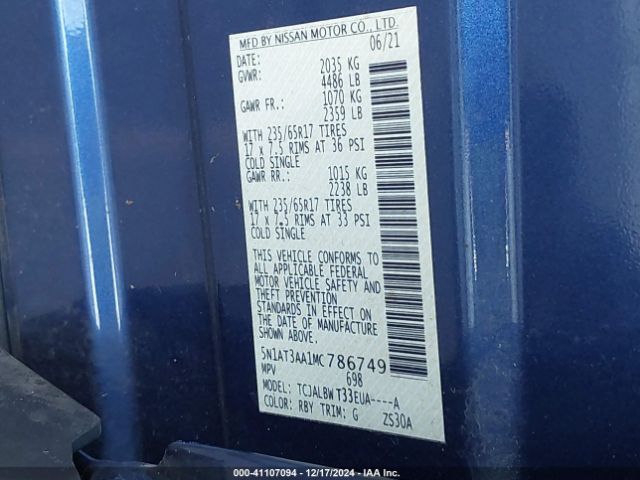 MFD BY NISSAN MOTOR CO., LTD.
DATE: 06/21
GVWR: 2035 KG
4486 LB
GAWR FR.: 1070 KG
2359 LB
WITH 235/65R17 TIRES
17 x 7.5 RIMS AT 36 PSI
COLD SINGLE
GAWR RR.: 1015 KG
2238 LB
WITH 235/65R17 TIRES
17 x 7.5 RIMS AT 33 PSI
COLD SINGLE
THIS VEHICLE CONFORMS TO
ALL APPLICABLE FEDERAL
MOTOR VEHICLE SAFETY AND
THEFT PREVENTION
STANDARDS IN EFFECT ON
THE DATE OF MANUFACTURE
SHOWN ABOVE.
5N1AT3AA1MC786749
MPV 698
MODEL: TCJALBWT33EUA----A
COLOR: RBY TRIM: G ZS30A
000-41107094 - 12/17/2024 - IAA Inc.